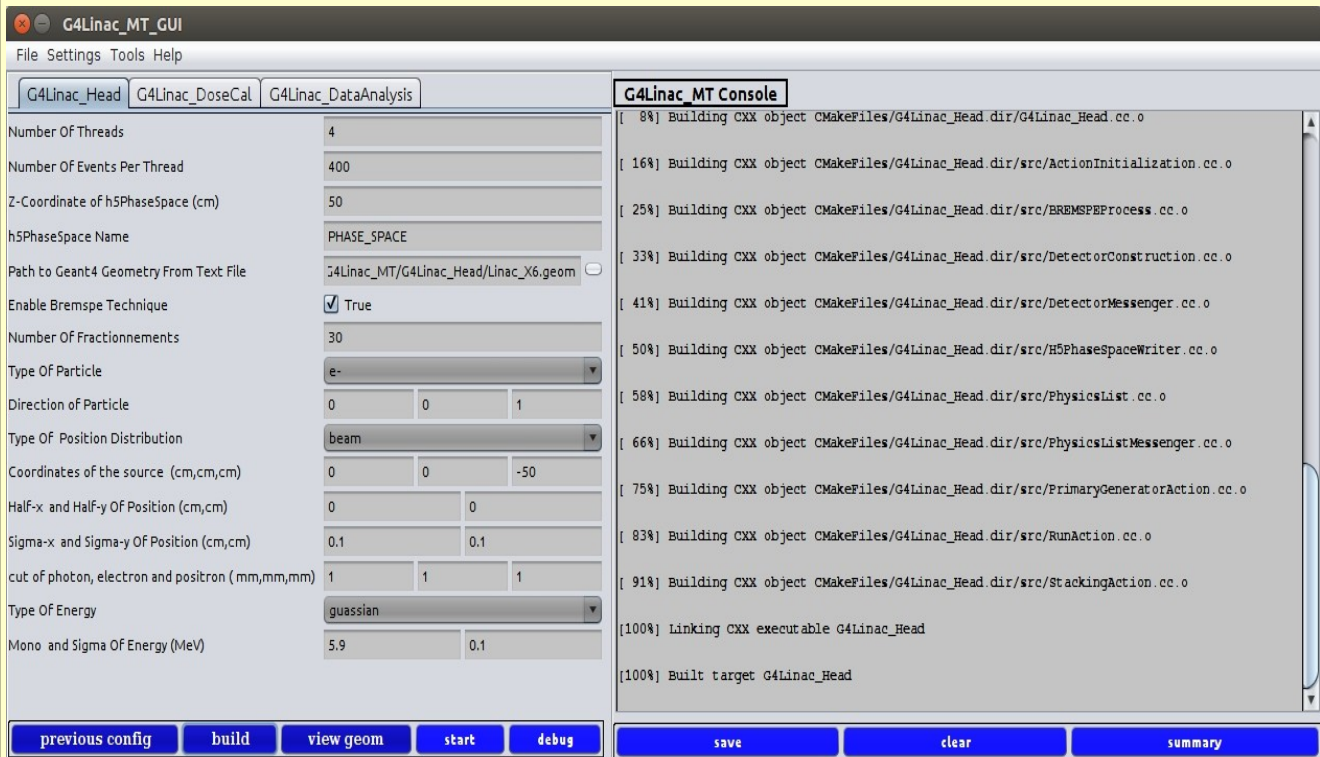 G4Linac_MT_GUI
File Settings Tools Help
G4Linac_Head G4Linac_DoseCal G4Linac_DataAnalysis
Number Of Threads 4
Number Of Events Per Thread 400
Z-Coordinate of h5PhaseSpace (cm) 50
h5PhaseSpace Name PHASE_SPACE
Path to Geant4 Geometry From Text File G4Linac_MT/G4Linac_Head/Linac_X6.geom
Enable Bremspe Technique True
Number Of Fractionnements 30
Type Of Particle e-
Direction of Particle 0 0 1
Type Of Position Distribution beam
Coordinates of the source (cm,cm,cm) 0 0 -50
Half-x and Half-y Of Position (cm,cm) 0 0
Sigma-x and Sigma-y Of Position (cm,cm) 0.1 0.1
cut of photon, electron and positron ( mm,mm,mm) 1 1 1
Type Of Energy guassian
Mono and Sigma Of Energy (MeV) 5.9 0.1
previous config build view geom start debug
G4Linac_MT Console
[ 8%] Building CXX object CMakeFiles/G4Linac_Head.dir/G4Linac_Head.cc.o
[ 16%] Building CXX object CMakeFiles/G4Linac_Head.dir/src/ActionInitialization.cc.o
[ 25%] Building CXX object CMakeFiles/G4Linac_Head.dir/src/BREMSPEProcess.cc.o
[ 33%] Building CXX object CMakeFiles/G4Linac_Head.dir/src/DetectorConstruction.cc.o
[ 41%] Building CXX object CMakeFiles/G4Linac_Head.dir/src/DetectorMessenger.cc.o
[ 50%] Building CXX object CMakeFiles/G4Linac_Head.dir/src/H5PhaseSpaceWriter.cc.o
[ 58%] Building CXX object CMakeFiles/G4Linac_Head.dir/src/PhysicsList.cc.o
[ 66%] Building CXX object CMakeFiles/G4Linac_Head.dir/src/PhysicsListMessenger.cc.o
[ 75%] Building CXX object CMakeFiles/G4Linac_Head.dir/src/PrimaryGeneratorAction.cc.o
[ 83%] Building CXX object CMakeFiles/G4Linac_Head.dir/src/RunAction.cc.o
[ 91%] Building CXX object CMakeFiles/G4Linac_Head.dir/src/StackingAction.cc.o
[100%] Linking CXX executable G4Linac_Head
[100%] Built target G4Linac_Head
save clear summary